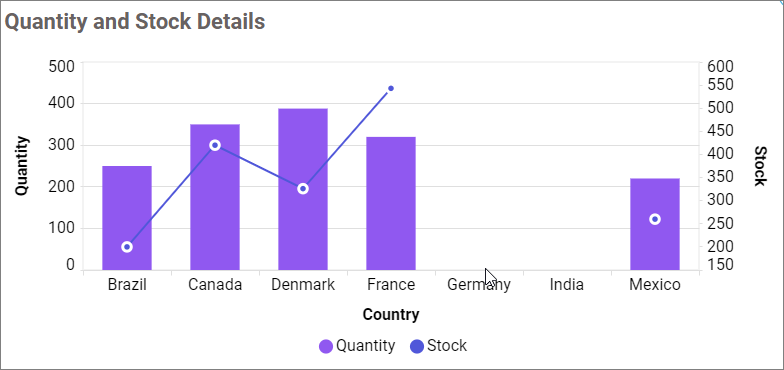 Quantity and Stock Details
500
400
300
200
100
0
Quantity
600
550
500
450
400
350
300
250
200
150
Stock
Brazil Canada Denmark France Germany India Mexico
Country
Quantity Stock